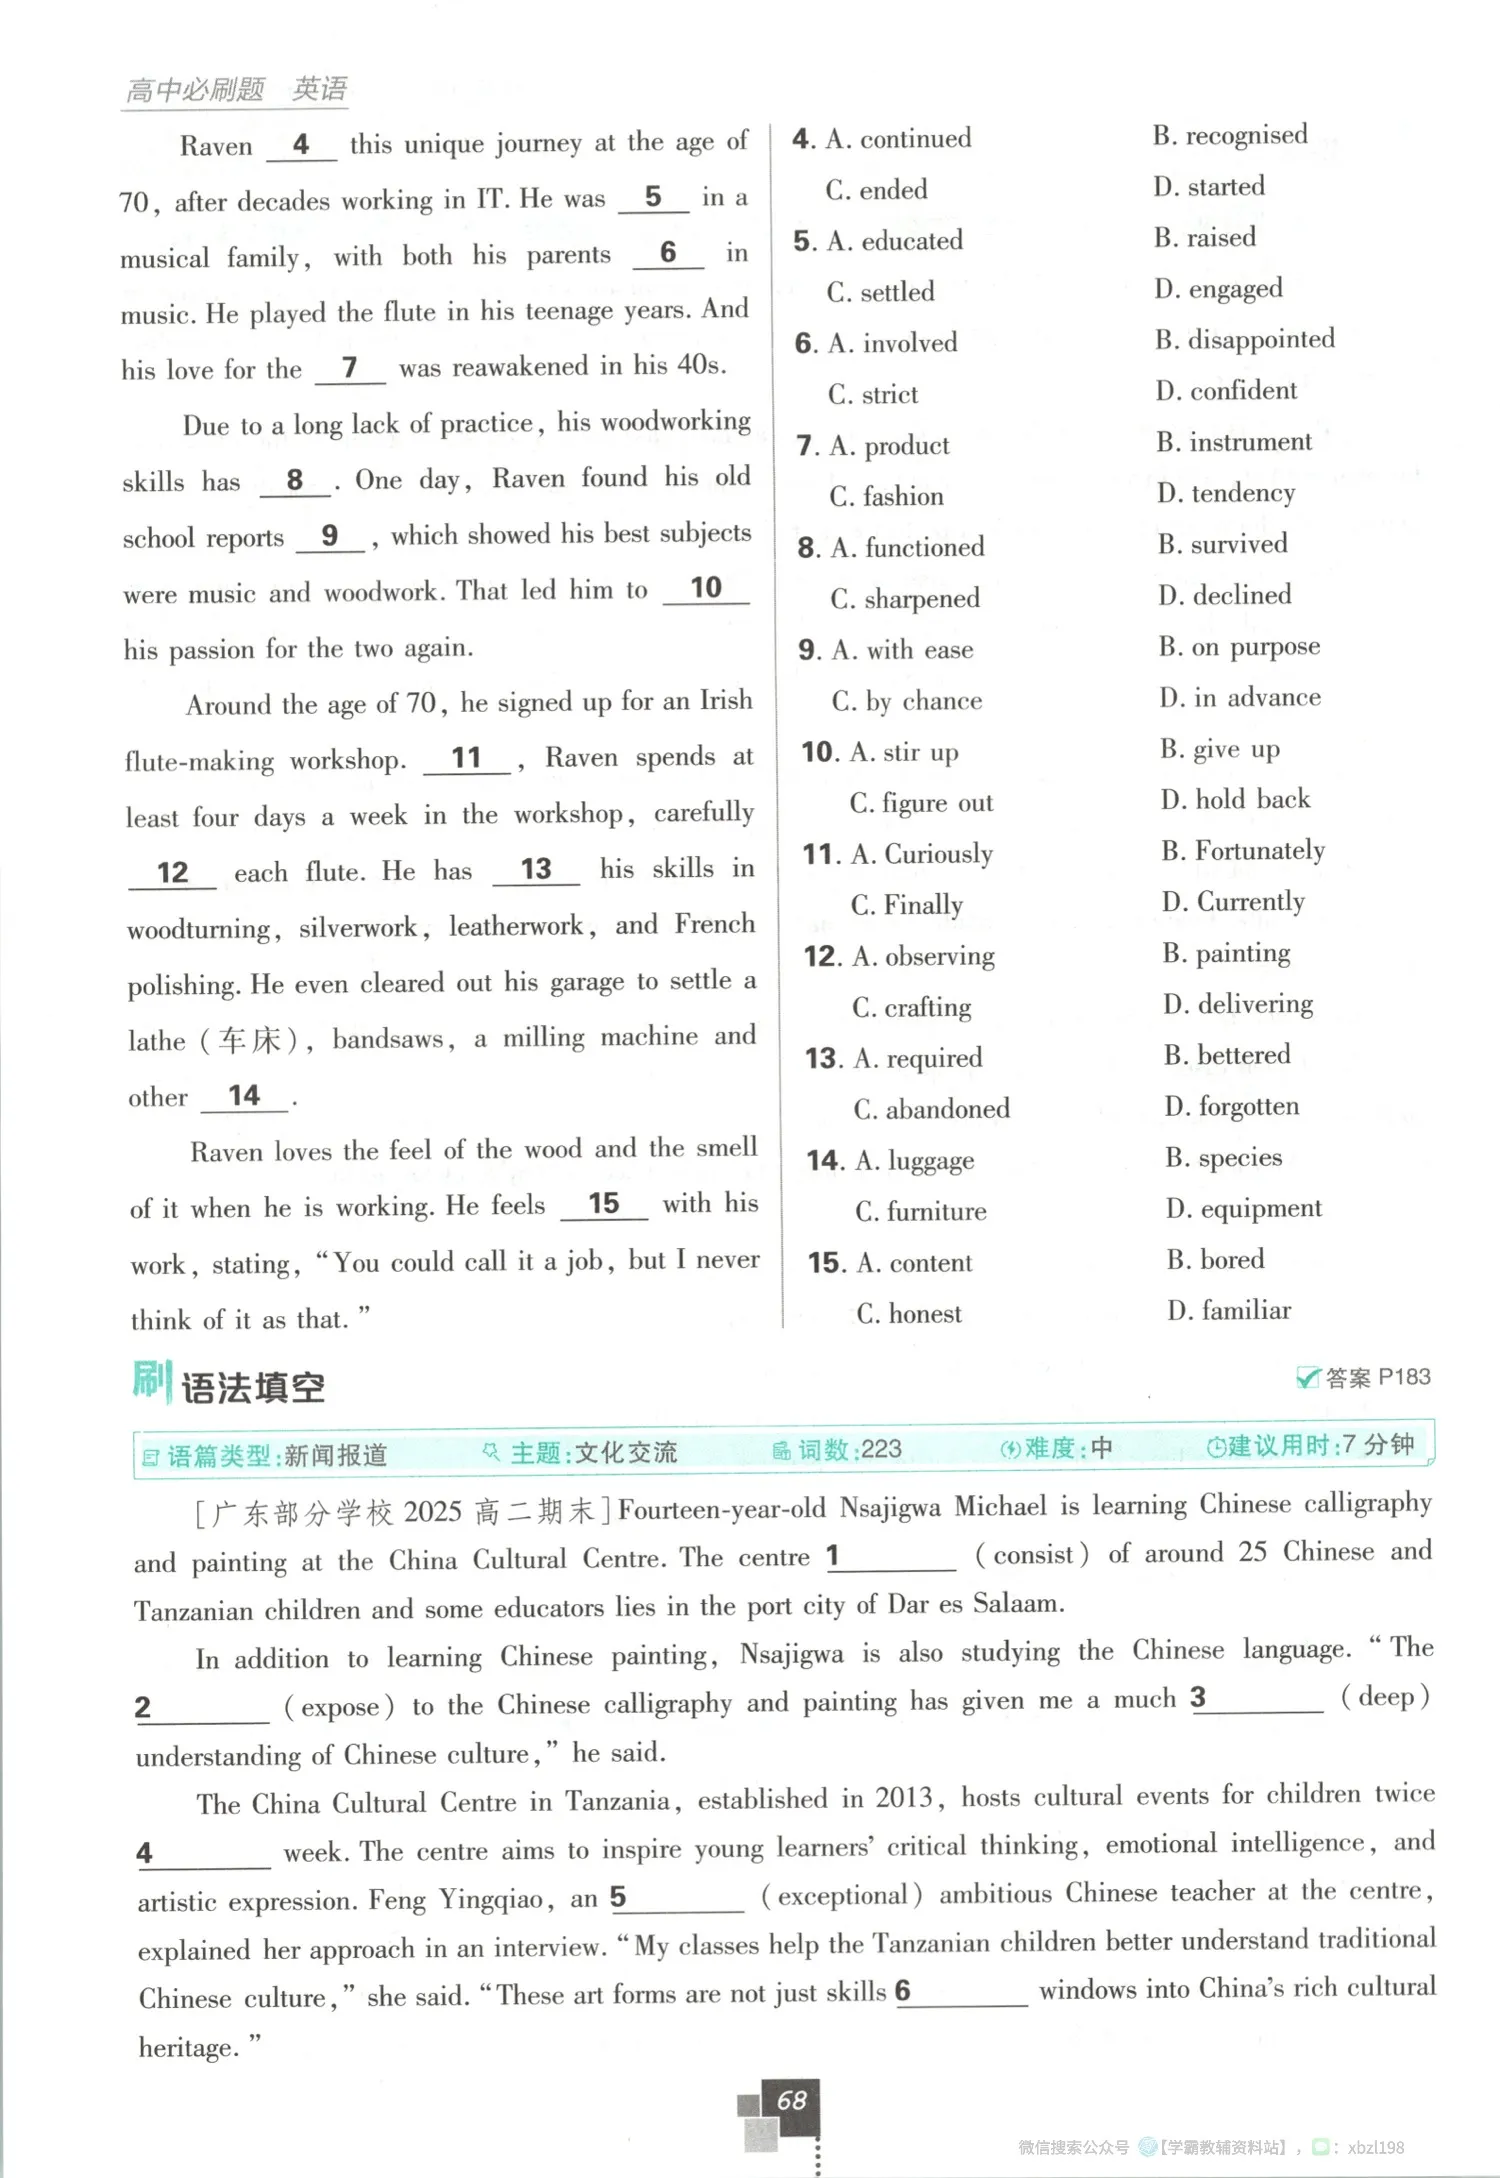 高中必刷题 英语
Raven 4 this unique journey at the age of
70, after decades working in IT. He was 5 in a
musical family, with both his parents 6 in
music. He played the flute in his teenage years. And
his love for the 7 was reawakened in his 40s.
Due to a long lack of practice, his woodworking
skills has 8. One day, Raven found his old
school reports 9, which showed his best subjects
were music and woodwork. That led him to 10
his passion for the two again.
Around the age of 70, he signed up for an Irish
flute-making workshop. 11, Raven spends at
least four days a week in the workshop, carefully
12 each flute. He has 13 his skills in
woodturning, silverwork, leatherwork, and French
polishing. He even cleared out his garage to settle a
lathe (车床), bandsaws, a milling machine and
other 14.
Raven loves the feel of the wood and the smell
of it when he is working. He feels 15 with his
work, stating, “You could call it a job, but I never
think of it as that.”
4. A. continued B. recognised
C. ended D. started
5. A. educated B. raised
C. settled D. engaged
6. A. involved B. disappointed
C. strict D. confident
7. A. product B. instrument
C. fashion D. tendency
8. A. functioned B. survived
C. sharpened D. declined
9. A. with ease B. on purpose
C. by chance D. in advance
10. A. stir up B. give up
C. figure out D. hold back
11. A. Curiously B. Fortunately
C. Finally D. Currently
12. A. observing B. painting
C. crafting D. delivering
13. A. required B. bettered
C. abandoned D. forgotten
14. A. luggage B. species
C. furniture D. equipment
15. A. content B. bored
C. honest D. familiar
刷 语法填空 答案 P183
语篇类型:新闻报道 主题:文化交流 词数:223 难度:中 建议用时:7 分钟
[广东部分学校 2025 高二期末] Fourteen-year-old Nsajigwa Michael is learning Chinese calligraphy
and painting at the China Cultural Centre. The centre 1 ________ (consist) of around 25 Chinese and
Tanzanian children and some educators lies in the port city of Dar es Salaam.
In addition to learning Chinese painting, Nsajigwa is also studying the Chinese language. “The
2 ________ (expose) to the Chinese calligraphy and painting has given me a much 3 ________ (deep)
understanding of Chinese culture,” he said.
The China Cultural Centre in Tanzania, established in 2013, hosts cultural events for children twice
4 ________ week. The centre aims to inspire young learners’ critical thinking, emotional intelligence, and
artistic expression. Feng Yingqiao, an 5 ________ (exceptional) ambitious Chinese teacher at the centre,
explained her approach in an interview. “My classes help the Tanzanian children better understand traditional
Chinese culture,” she said. “These art forms are not just skills 6 ________ windows into China’s rich cultural
heritage.”
68
微信搜索公众号【学霸教辅资料站】, : xbzl198